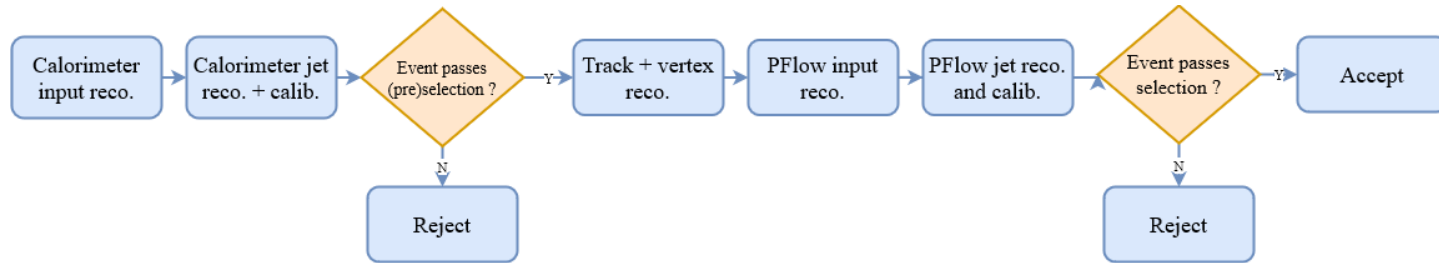 Calorimeter
input reco.
Calorimeter jet
reco. + calib.
Event passes
(pre)selection ?
Y
N
Reject
Track + vertex
reco.
PFlow input
reco.
PFlow jet reco.
and calib.
Event passes
selection ?
Y
N
Reject
Accept